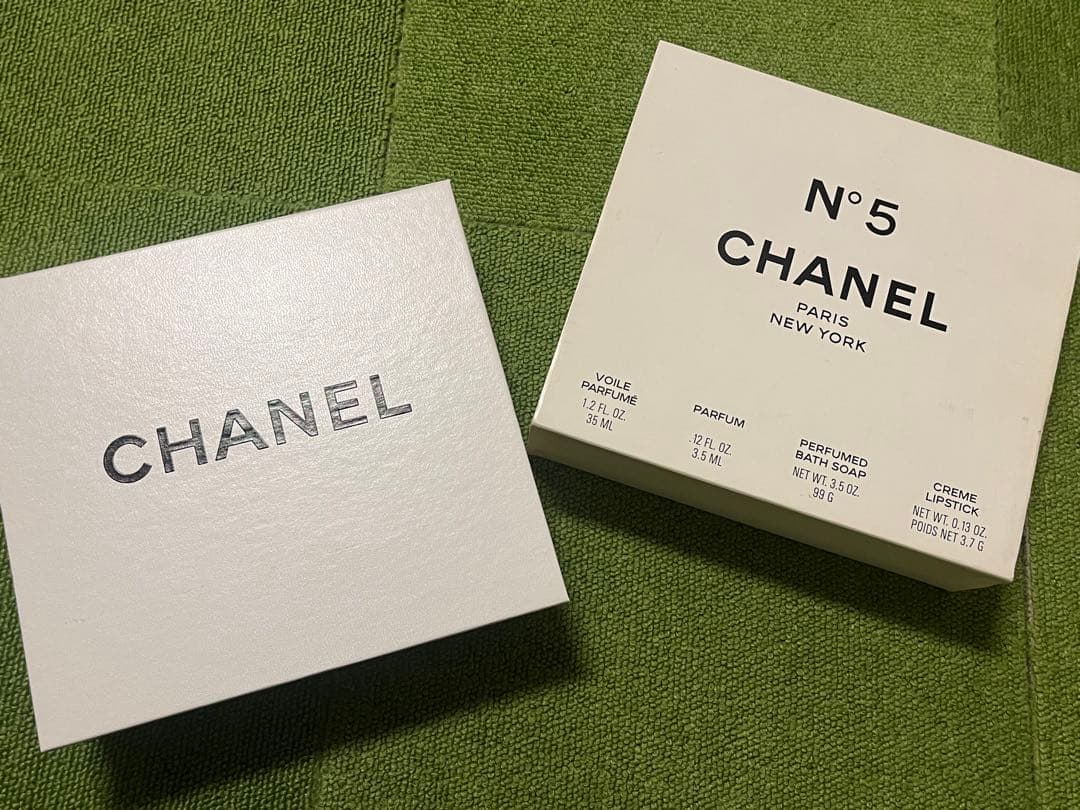 CHANEL
N°5
CHANEL
PARIS
NEW YORK
VOILE
PARFUMÉ
1.2 FL. OZ.
35 ML
PARFUM
.12 FL. OZ.
3.5 ML
PERFUMED
BATH SOAP
NET WT. 3.5 OZ.
99 G
CREME
LIPSTICK
NET WT. 0.13 OZ.
POIDS NET 3.7 G